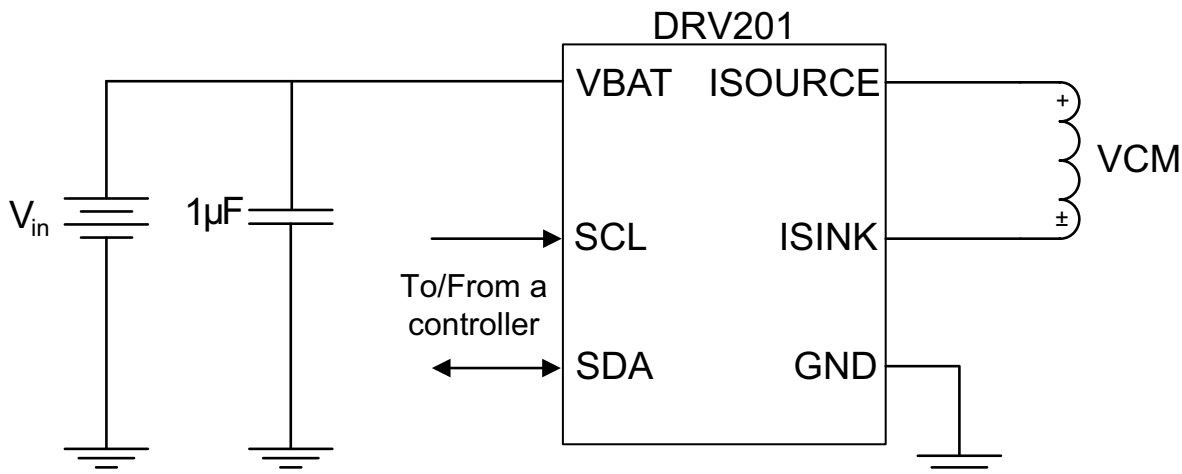 DRV201
VBAT ISOURCE
+
VCM
Vin
1µF
SCL ISINK
±
To/From a
controller
SDA GND